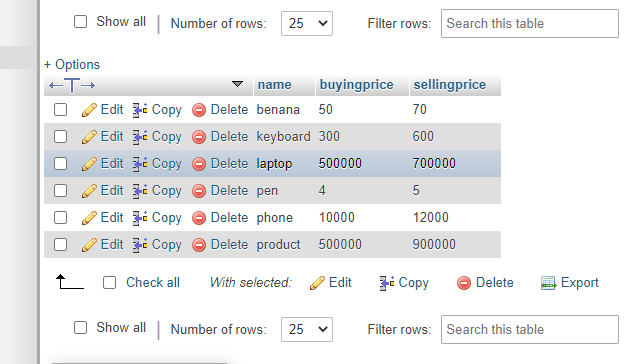 Show all Number of rows: 25 Filter rows: Search this table
+ Options
name buyingprice sellingprice
Edit Copy Delete benana 50 70
Edit Copy Delete keyboard 300 600
Edit Copy Delete laptop 500000 700000
Edit Copy Delete pen 4 5
Edit Copy Delete phone 10000 12000
Edit Copy Delete product 500000 900000
Check all With selected: Edit Copy Delete Export
Show all Number of rows: 25 Filter rows: Search this table